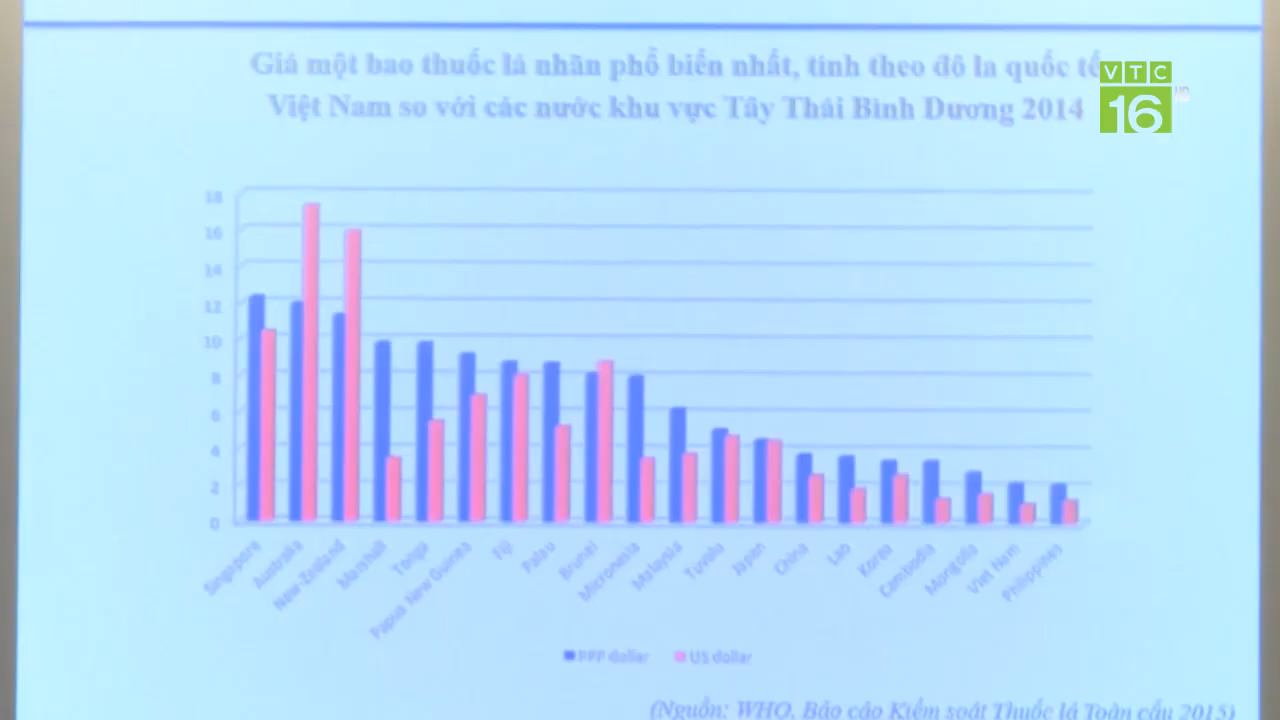 Giá một bao thuốc lá nhãn phổ biến nhất, tính theo đô la quốc tế
Việt Nam so với các nước khu vực Tây Thái Bình Dương 2014
VTC
16
HD
18
16
14
12
10
8
6
4
2
0
Singapore
Australia
New Zealand
Marshall
Tonga
Papua New Guinea
Fiji
Palau
Brunei
Micronesia
Malaysia
Tuvalu
Japan
China
Lao
Korea
Cambodia
Mongolia
Viet Nam
Philippines
PPP dollar
US dollar
(Nguồn: WHO, Báo cáo Kiểm soát Thuốc lá Toàn cầu 2015)